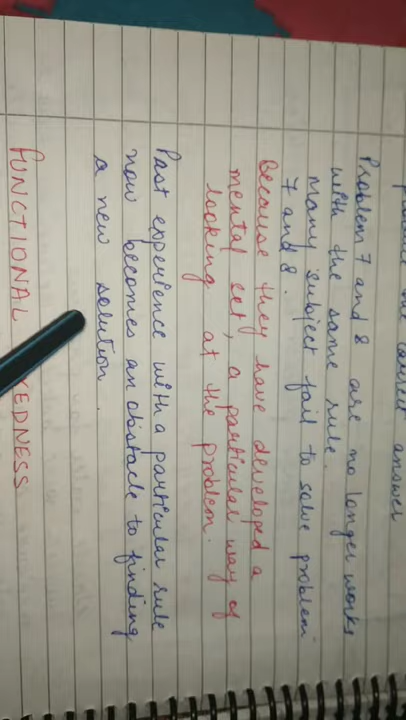 answer
Problem 7 and 8 are no longer works
with the same rule.
Many subject fail to solve problem
7 and 8.
Because they have developed a
mental set, a particular way of
looking at the problem.
Past experience with a particular rule
now becomes an obstacle to finding
a new solution.
FUNCTIONAL XEDNESS